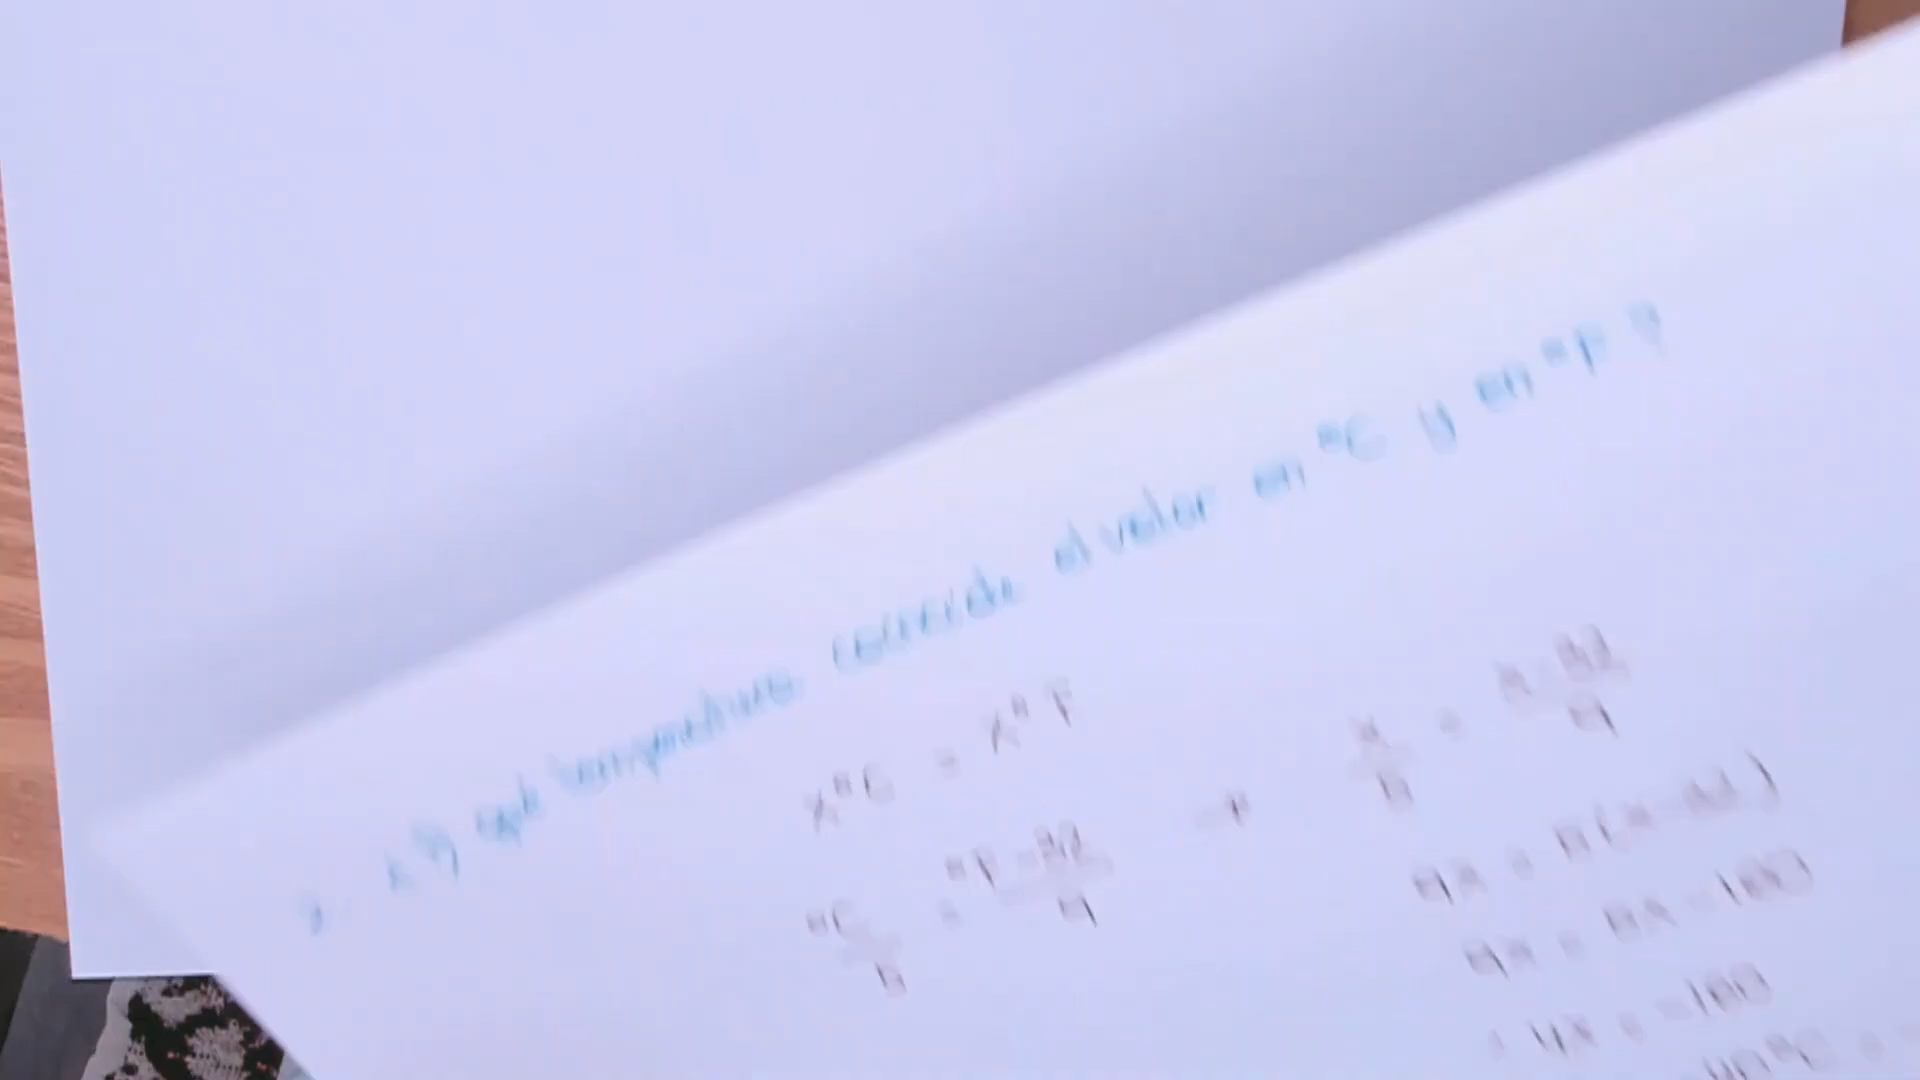 2. ¿A qué temperatura coincide el valor en °C y en °F?
x°C = x°F
°C/5 = °F-32/9 → x/5 = x-32/9
9x = 5(x-32)
9x = 5x-160
4x = -160